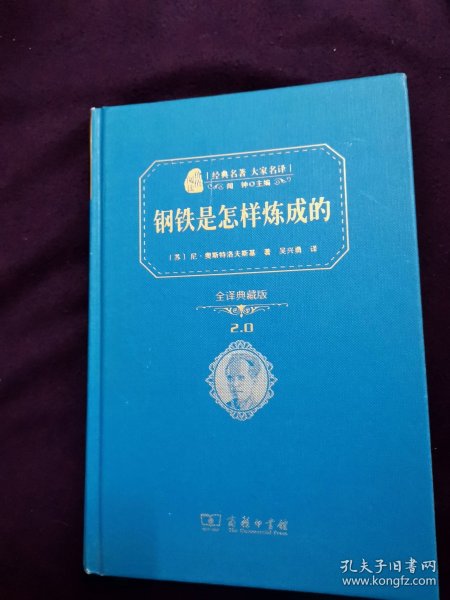 经典名著 大家名译
闻 钟◇主编
钢铁是怎样炼成的
〔苏〕尼·奥斯特洛夫斯基 著 吴兴勇 译
全译典藏版
2.0
商務印書館
The Commercial Press
孔夫子旧书网
www.kongfz.com